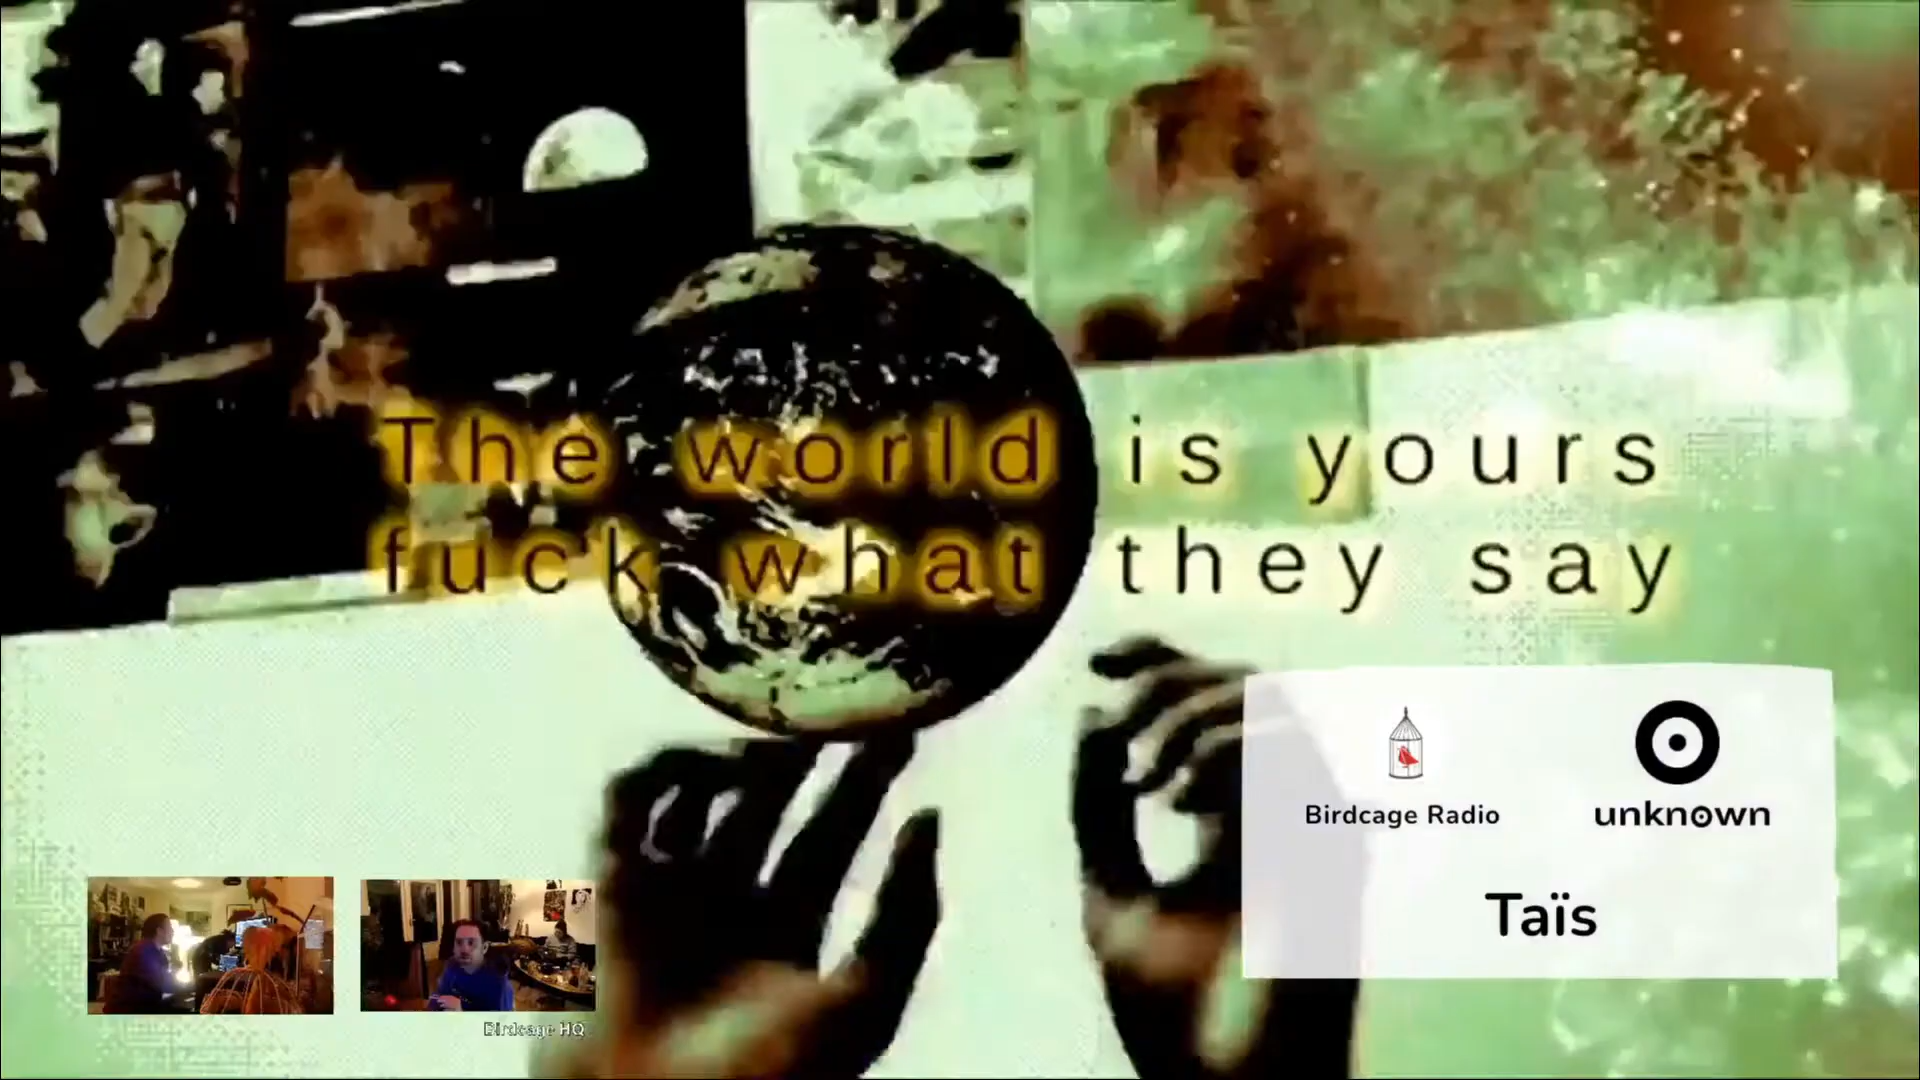 The world is yours
fuck what they say
Birdcage Radio
unknown
Taïs
Birdcage HQ